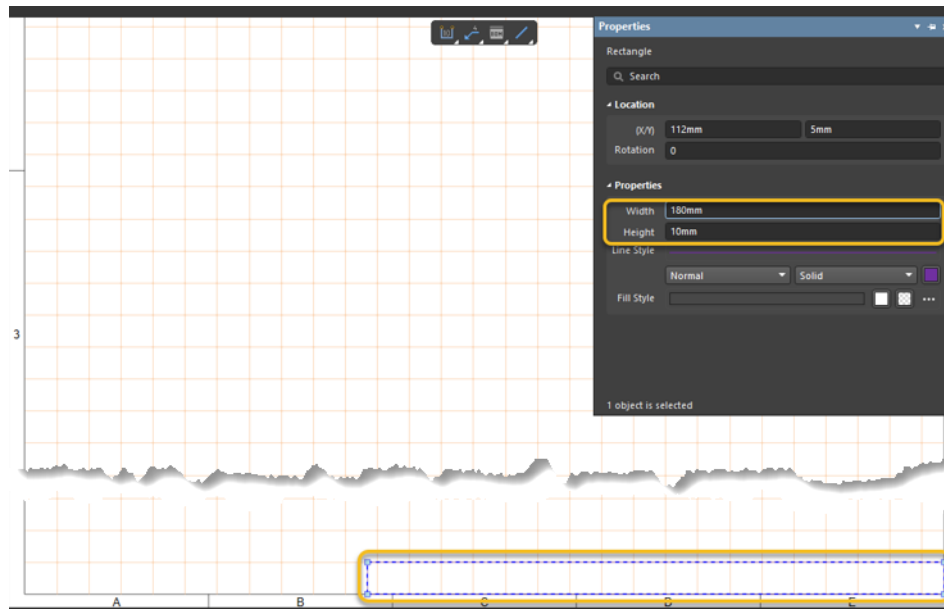 Properties
Rectangle
Search
Location
(X/Y) 112mm 5mm
Rotation 0
Properties
Width 180mm
Height 10mm
Line Style
Normal Solid
Fill Style
1 object is selected
3
A B C D E